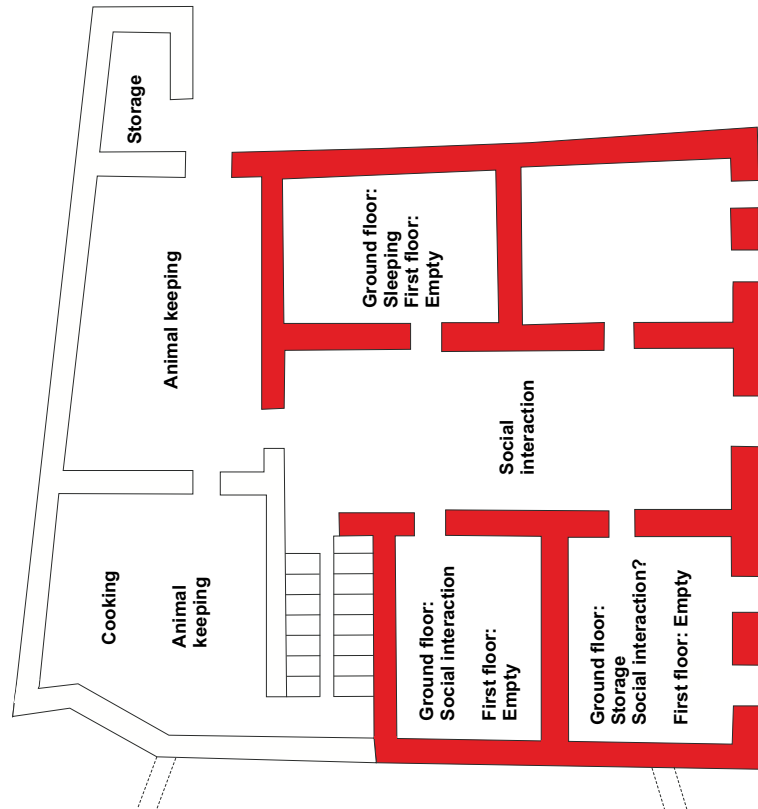 Cooking
Animal
keeping
Animal keeping
Storage
Ground floor:
Social interaction
First floor:
Empty
Ground floor:
Sleeping
First floor:
Empty
Social
interaction
Ground floor:
Storage
Social interaction?
First floor: Empty